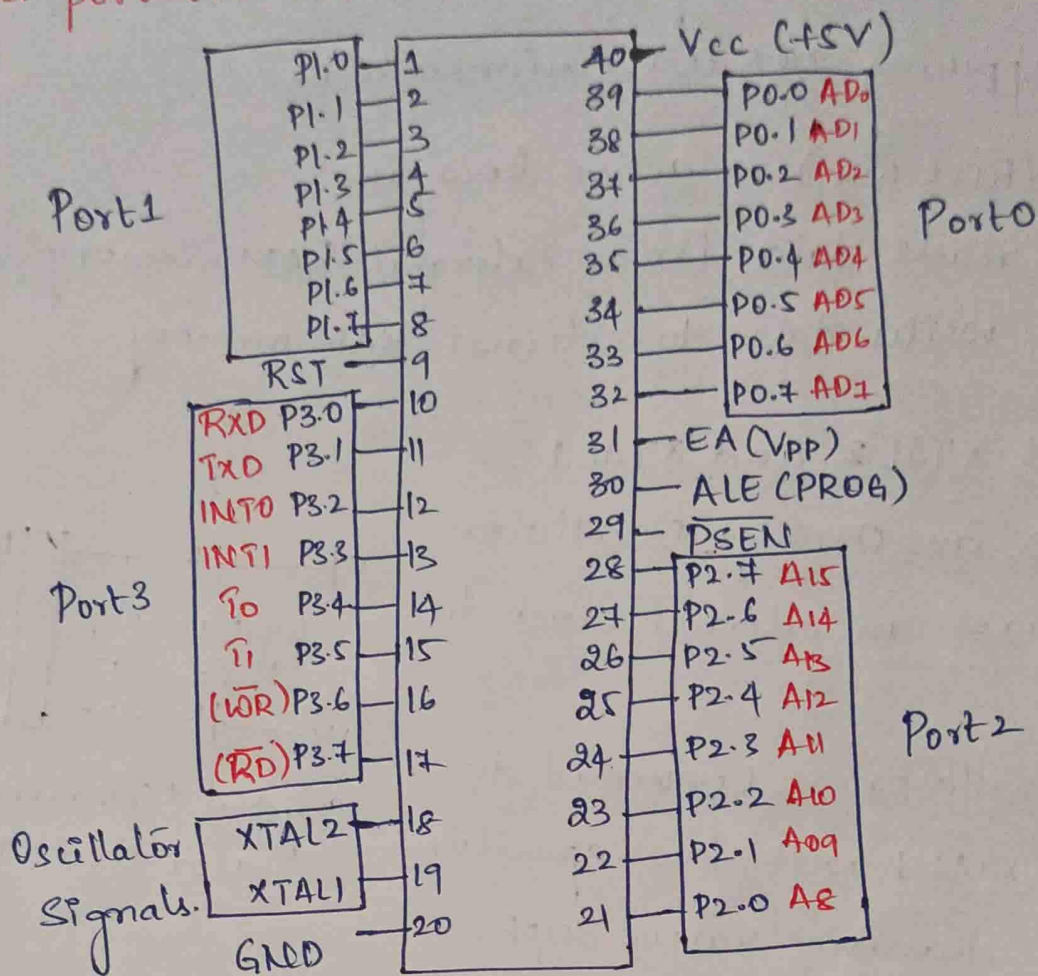 P1.0 1 40 Vcc (+5V)
P1.1 2 39 P0.0 AD0
P1.2 3 38 P0.1 AD1
P1.3 4 37 P0.2 AD2
Port1 P1.4 5 36 P0.3 AD3 Port0
P1.5 6 35 P0.4 AD4
P1.6 7 34 P0.5 AD5
P1.7 8 33 P0.6 AD6
RST 9 32 P0.7 AD7
RXD P3.0 10 31 EA (Vpp)
TXD P3.1 11 30 ALE (PROG)
INT0 P3.2 12 29 P̅S̅E̅N̅
INT1 P3.3 13 28 P2.7 A15
Port3 T0 P3.4 14 27 P2.6 A14
T1 P3.5 15 26 P2.5 A13
(W̅R̅) P3.6 16 25 P2.4 A12
(R̅D̅) P3.7 17 24 P2.3 A11 Port2
Oscillator XTAL2 18 23 P2.2 A10
Signals. XTAL1 19 22 P2.1 A09
GND 20 21 P2.0 A8